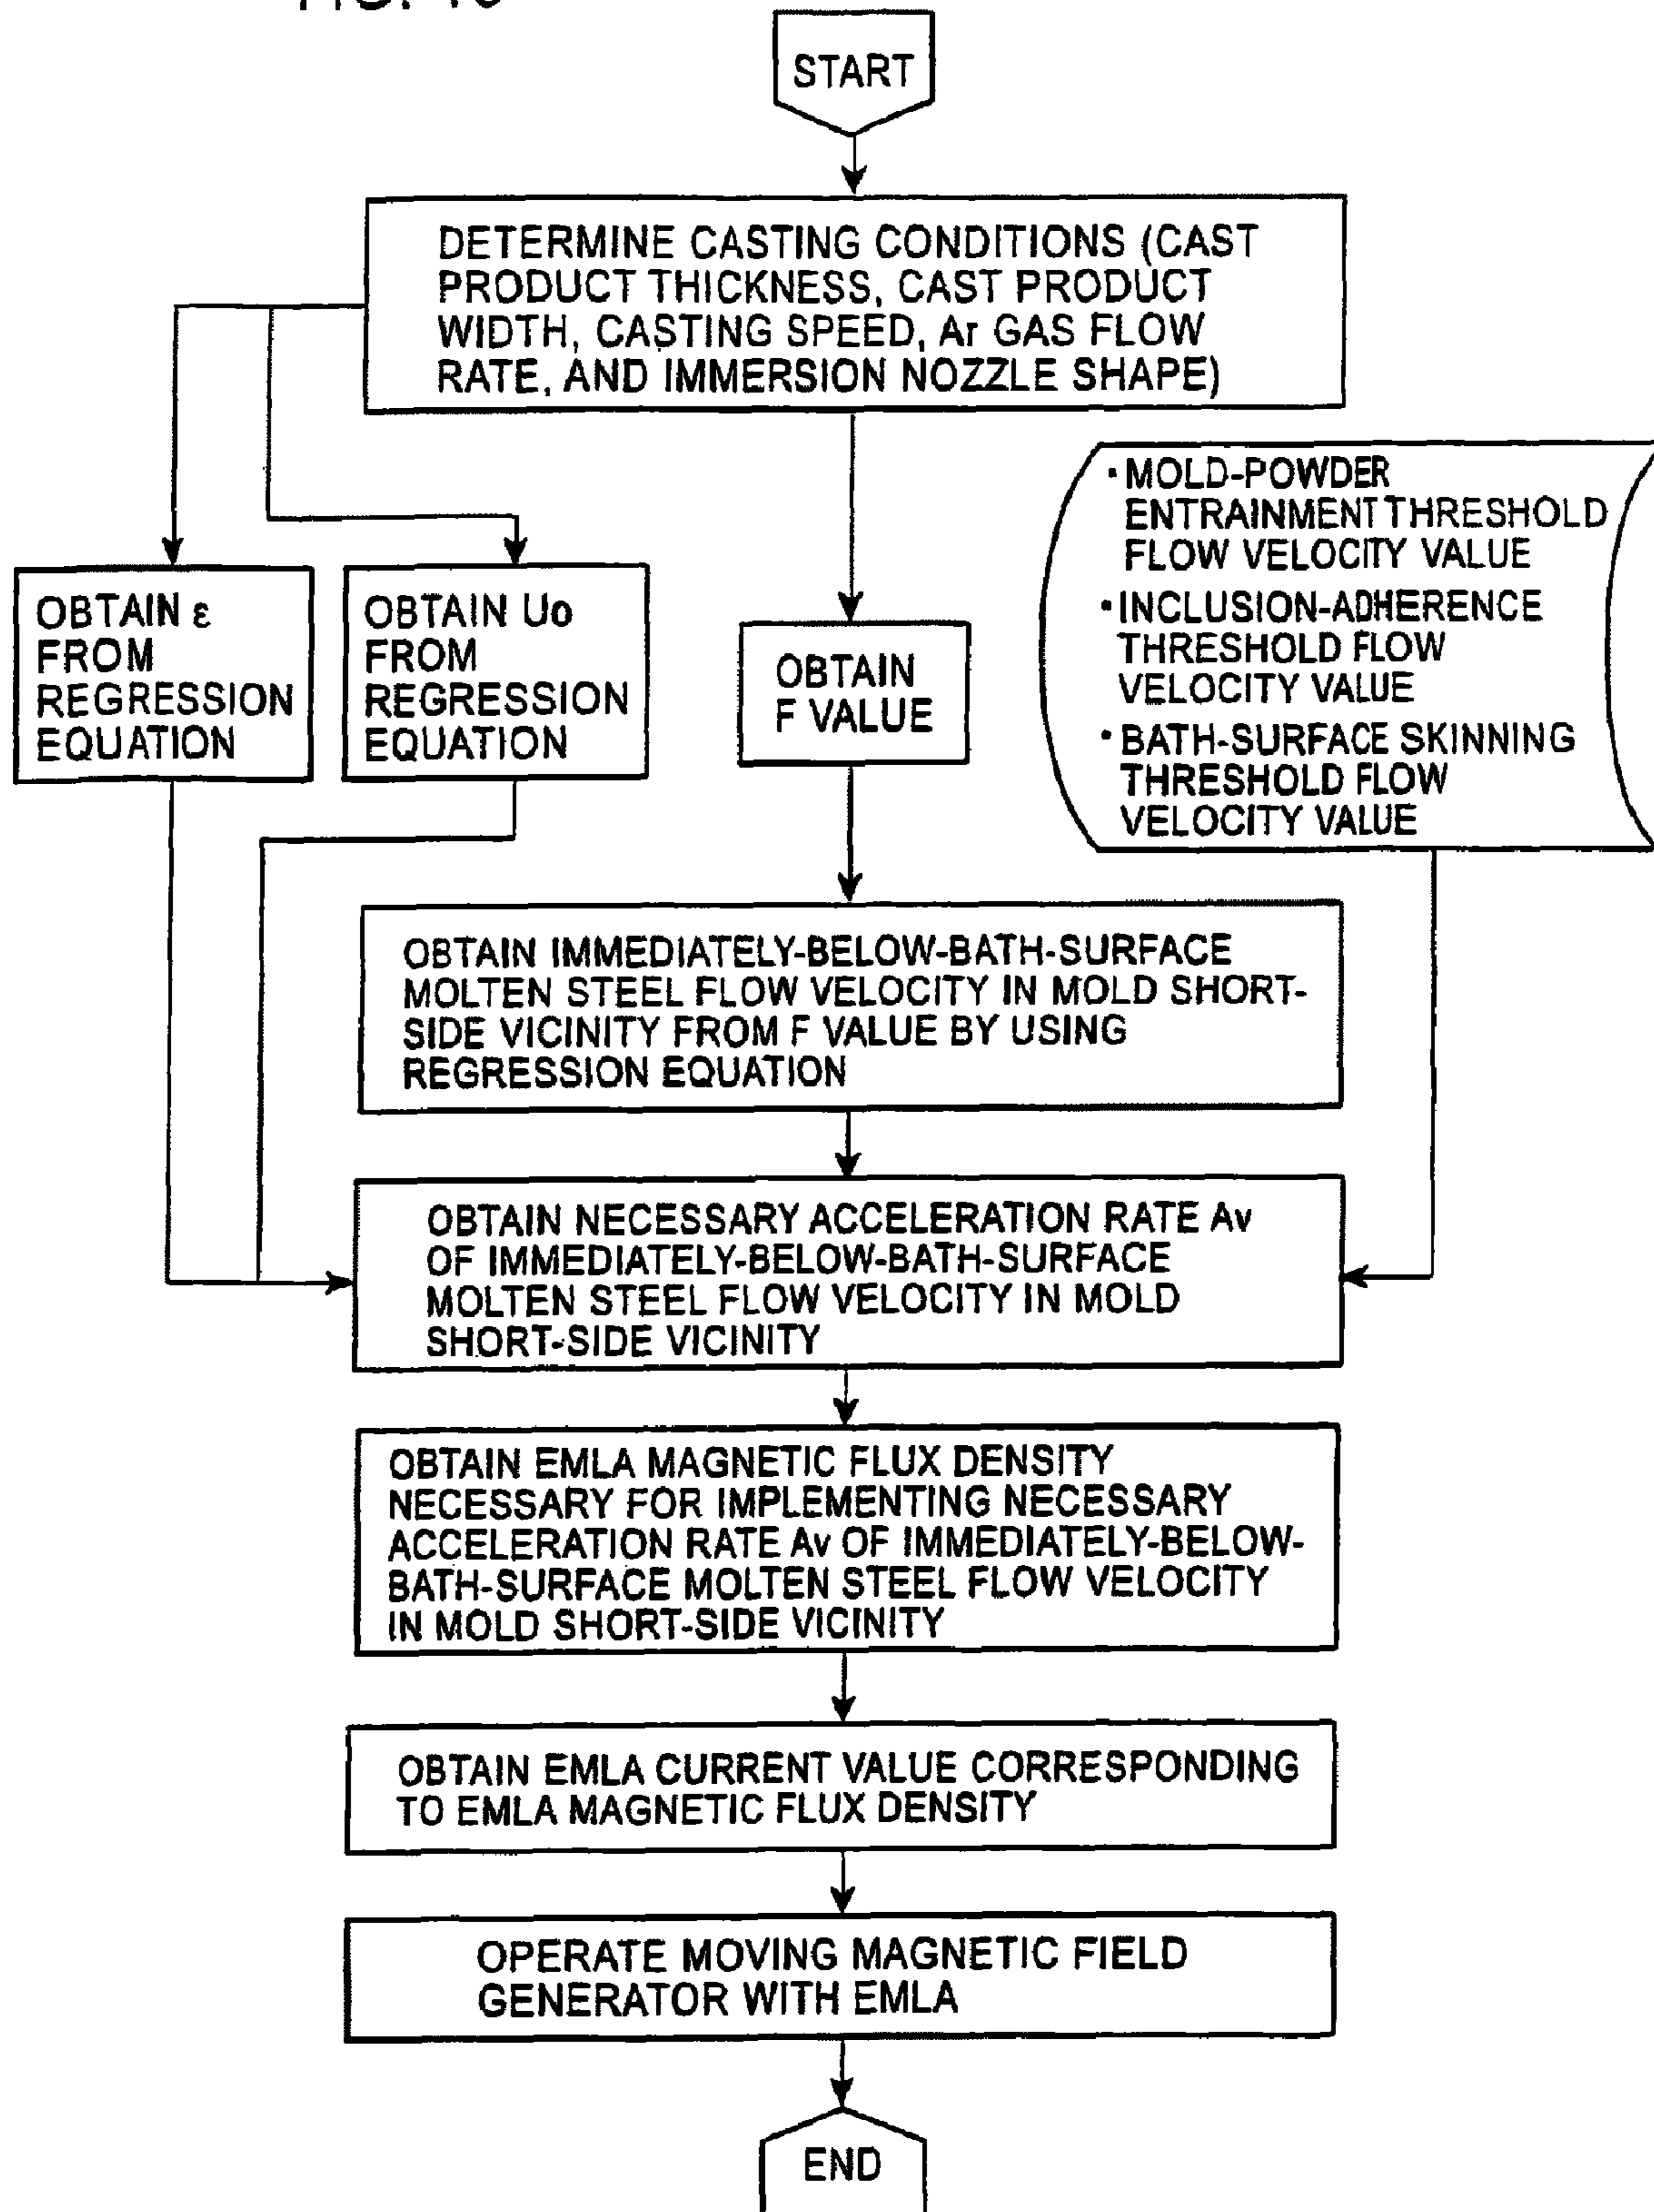 START
DETERMINE CASTING CONDITIONS (CAST
PRODUCT THICKNESS, CAST PRODUCT
WIDTH, CASTING SPEED, Ar GAS FLOW
RATE, AND IMMERSION NOZZLE SHAPE)
OBTAIN ε
FROM
REGRESSION
EQUATION
OBTAIN Uo
FROM
REGRESSION
EQUATION
OBTAIN
F VALUE
・MOLD-POWDER
ENTRAINMENT THRESHOLD
FLOW VELOCITY VALUE
・INCLUSION-ADHERENCE
THRESHOLD FLOW
VELOCITY VALUE
・BATH-SURFACE SKINNING
THRESHOLD FLOW
VELOCITY VALUE
OBTAIN IMMEDIATELY-BELOW-BATH-SURFACE
MOLTEN STEEL FLOW VELOCITY IN MOLD SHORT-
SIDE VICINITY FROM F VALUE BY USING
REGRESSION EQUATION
OBTAIN NECESSARY ACCELERATION RATE Av
OF IMMEDIATELY-BELOW-BATH-SURFACE
MOLTEN STEEL FLOW VELOCITY IN MOLD
SHORT-SIDE VICINITY
OBTAIN EMLA MAGNETIC FLUX DENSITY
NECESSARY FOR IMPLEMENTING NECESSARY
ACCELERATION RATE Av OF IMMEDIATELY-BELOW-
BATH-SURFACE MOLTEN STEEL FLOW VELOCITY
IN MOLD SHORT-SIDE VICINITY
OBTAIN EMLA CURRENT VALUE CORRESPONDING
TO EMLA MAGNETIC FLUX DENSITY
OPERATE MOVING MAGNETIC FIELD
GENERATOR WITH EMLA
END